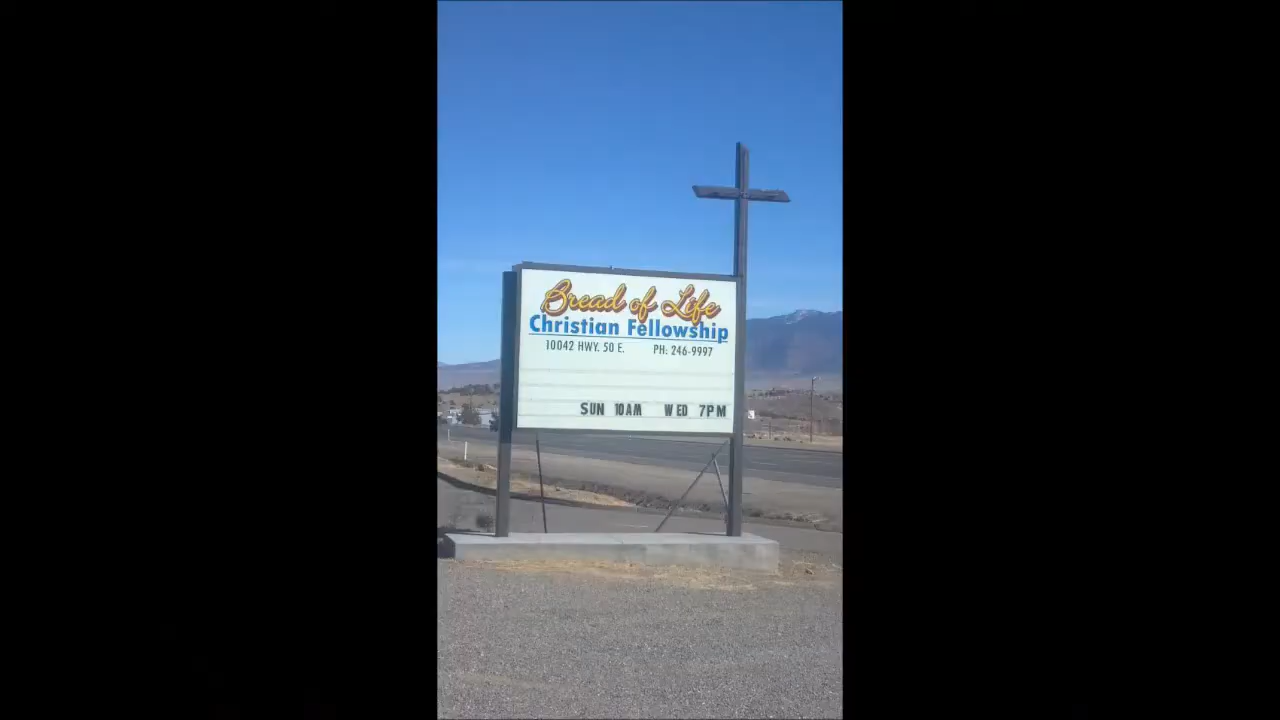 Bread of Life
Christian Fellowship
10042 HWY. 50 E. PH: 246-9997
SUN 10AM WED 7PM